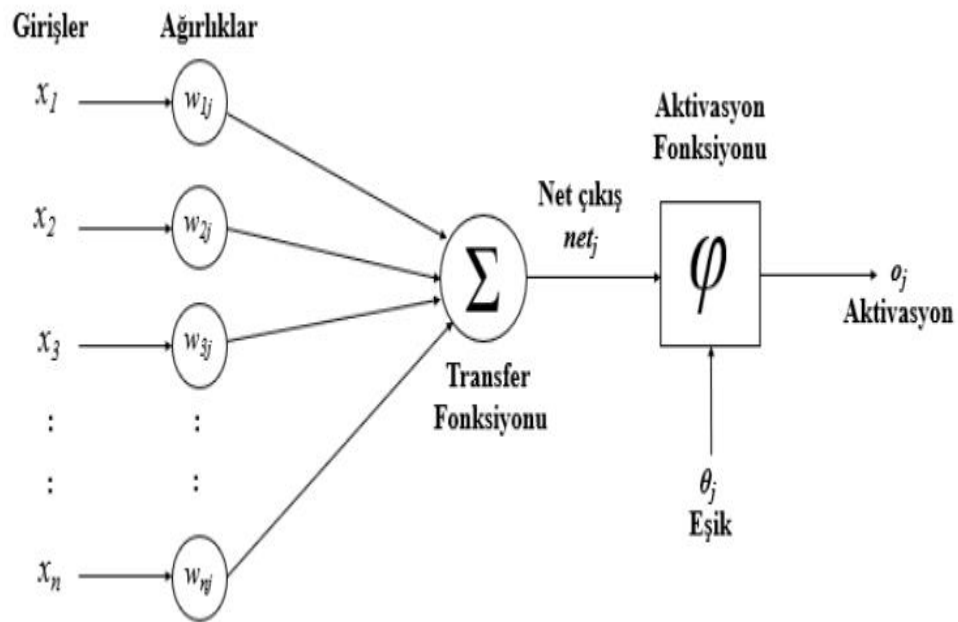 Girişler
Ağırlıklar
x1
w1j
x2
w2j
x3
w3j
:
:
:
:
xn
wnj
Σ
Transfer
Fonksiyonu
Net çıkış
netj
Aktivasyon
Fonksiyonu
φ
θj
Eşik
oj
Aktivasyon